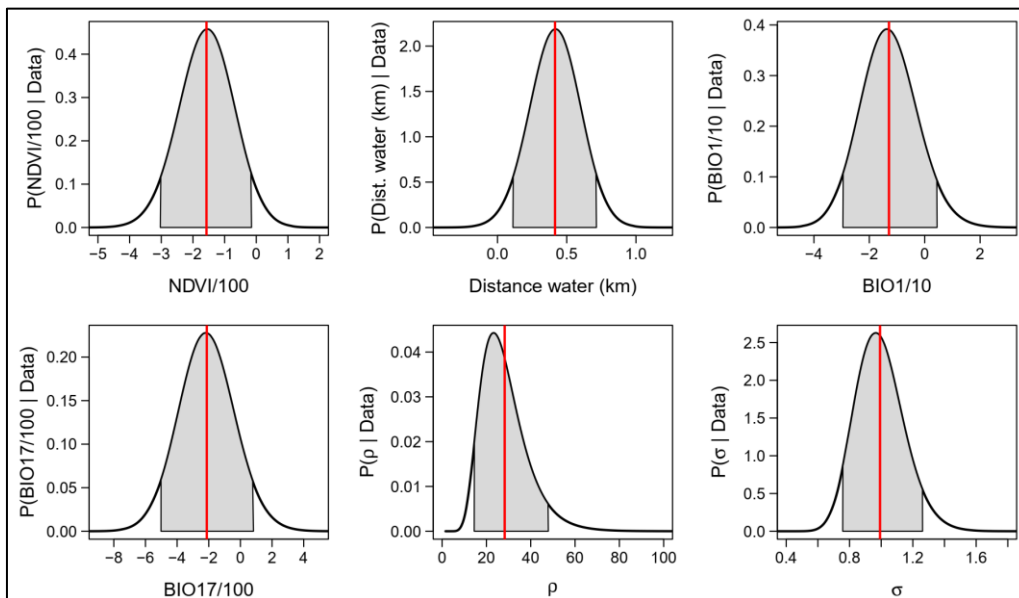 P(NDVI/100 | Data)
0.4
0.3
0.2
0.1
0.0
−5 −4 −3 −2 −1 0 1 2
NDVI/100
P(Dist. water (km) | Data)
2.0
1.5
1.0
0.5
0.0
0.0 0.5 1.0
Distance water (km)
P(BIO1/10 | Data)
0.4
0.3
0.2
0.1
0.0
−4 −2 0 2
BIO1/10
P(BIO17/100 | Data)
0.20
0.15
0.10
0.05
0.00
−8 −6 −4 −2 0 2 4
BIO17/100
P(ρ | Data)
0.04
0.03
0.02
0.01
0.00
0 20 40 60 80 100
ρ
P(σ | Data)
2.5
2.0
1.5
1.0
0.5
0.0
0.4 0.8 1.2 1.6
σ